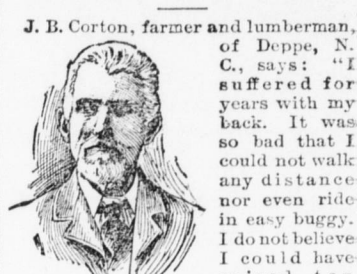 J. B. Corton, farmer and lumberman,
of Deppe, N.
C., says: "I
suffered for
years with my
back. It was
so bad that I
could not walk
any distance
nor even ride
in easy buggy.
I do not believe
I could have